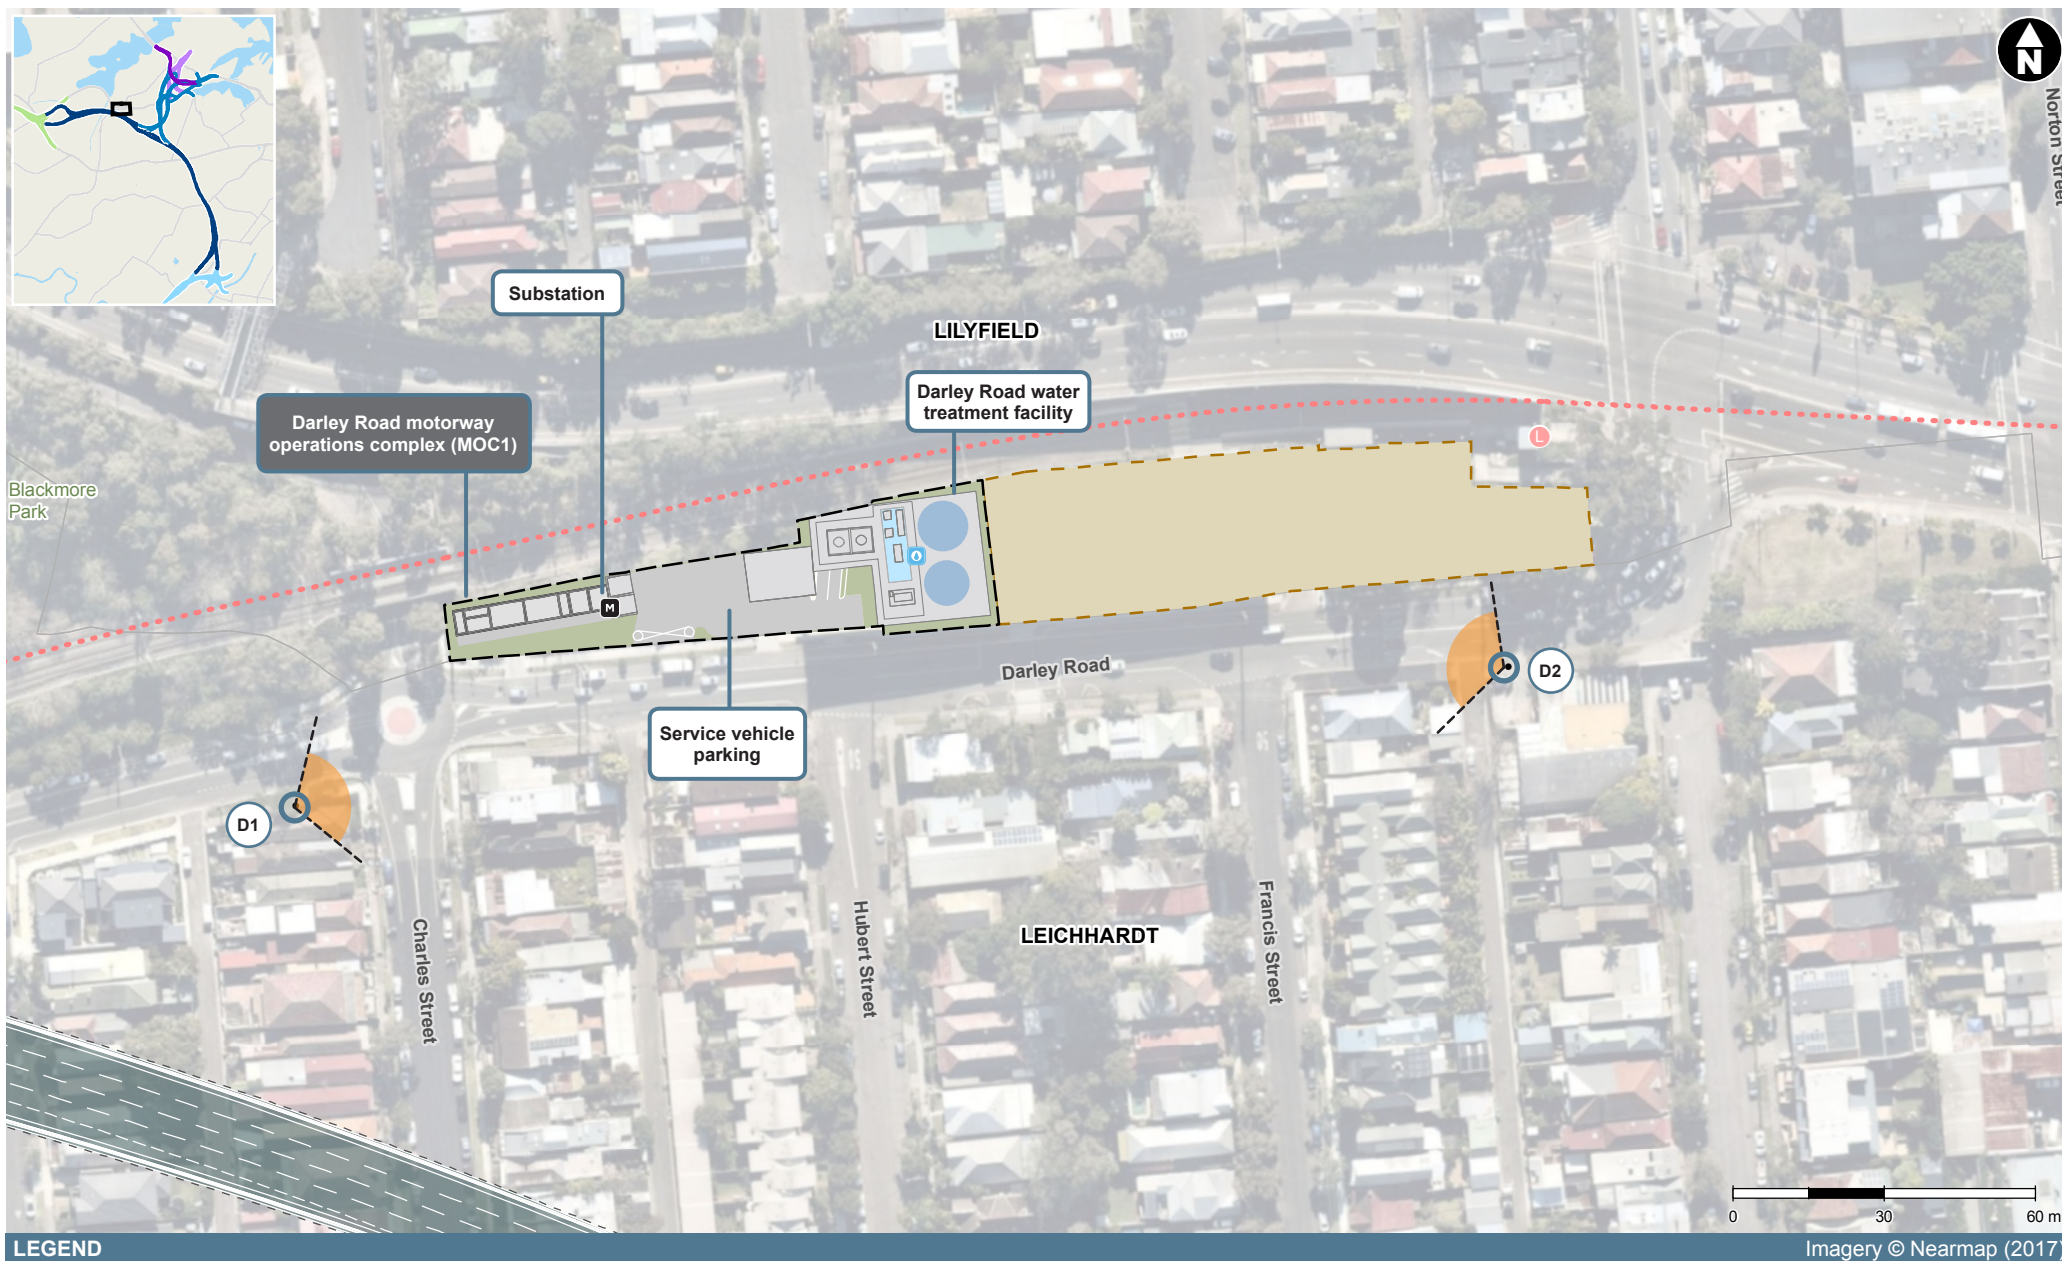 N
Norton Street
Substation
LILYFIELD
Darley Road water
treatment facility
Darley Road motorway
operations complex (MOC1)
L
Blackmore
Park
M
Darley Road
D2
Service vehicle
parking
D1
Charles Street
Hubert Street
Francis Street
LEICHHARDT
0 30 60 m
LEGEND
Imagery © Nearmap (2017)